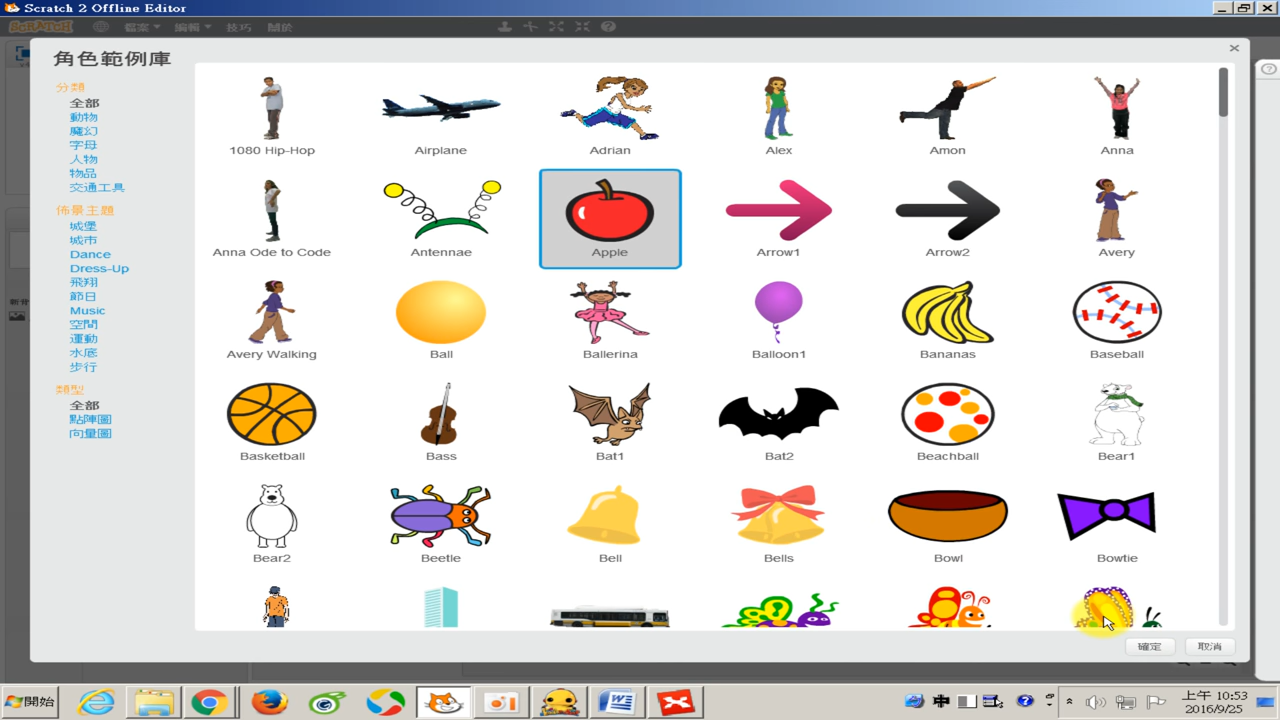 Scratch 2 Offline Editor
SCRATCH 檔案 編輯 技巧 關於
角色範例庫
分類
全部
動物
魔幻
字母
人物
物品
交通工具
佈景主題
城堡
城市
Dance
Dress-Up
飛翔
節日
Music
空間
運動
水底
步行
類型
全部
點陣圖
向量圖
1080 Hip-Hop Airplane Adrian Alex Amon Anna
Anna Ode to Code Antennae Apple Arrow1 Arrow2 Avery
Avery Walking Ball Ballerina Balloon1 Bananas Baseball
Basketball Bass Bat1 Bat2 Beachball Bear1
Bear2 Beetle Bell Bells Bowl Bowtie
確定 取消
開始
上午 10:53
2016/9/25